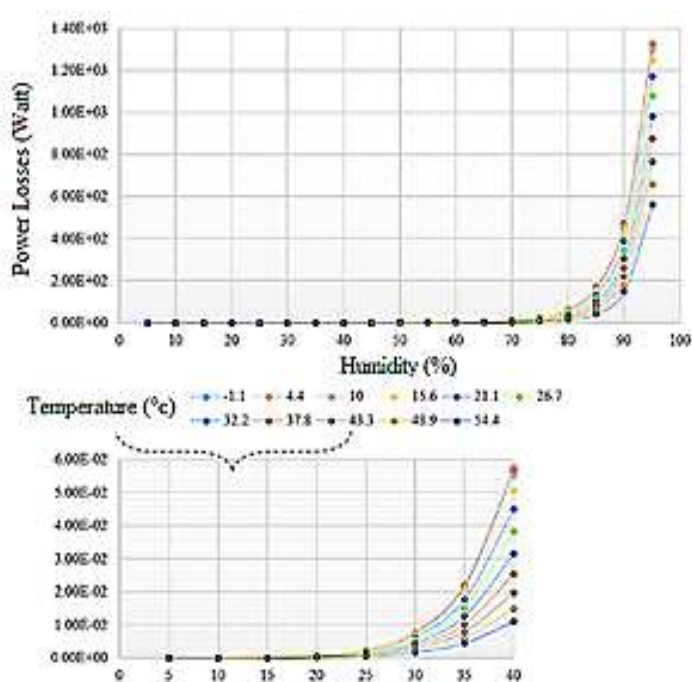 1.40E+03
1.20E+03
1.00E+03
8.00E+02
6.00E+02
4.00E+02
2.00E+02
0.00E+00
Power Losses (Watt)
0 10 20 30 40 50 60 70 80 90 100
Humidity (%)
Temperature (°c)
-1.1 4.4 10 15.6 21.1 26.7
32.2 37.8 43.3 48.9 54.4
6.00E-02
5.00E-02
4.00E-02
3.00E-02
2.00E-02
1.00E-02
0.00E+00
0 5 10 15 20 25 30 35 40